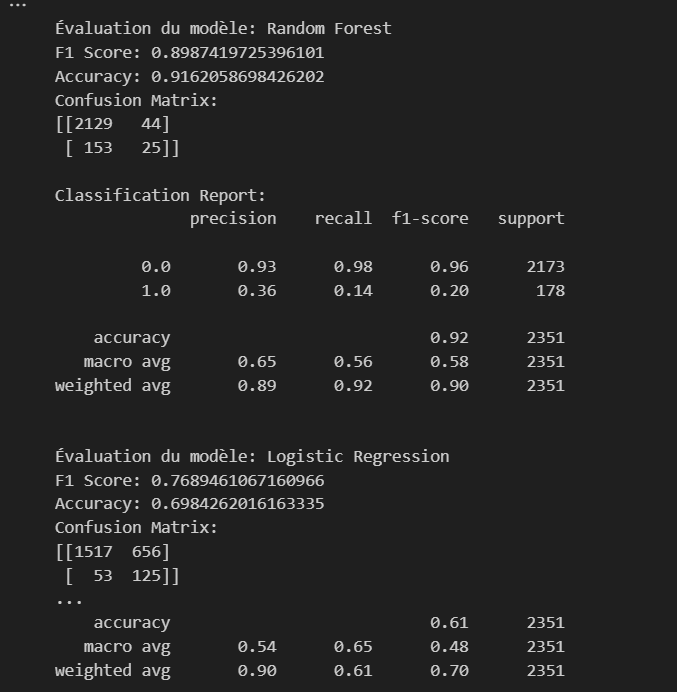 ...
Évaluation du modèle: Random Forest
F1 Score: 0.8987419725396101
Accuracy: 0.9162058698426202
Confusion Matrix:
[[2129   44]
 [ 153   25]]
Classification Report:
precision    recall  f1-score   support
0.0       0.93      0.98      0.96      2173
1.0       0.36      0.14      0.20       178
accuracy                           0.92      2351
macro avg       0.65      0.56      0.58      2351
weighted avg       0.89      0.92      0.90      2351
Évaluation du modèle: Logistic Regression
F1 Score: 0.7689461067160966
Accuracy: 0.6984262016163335
Confusion Matrix:
[[1517  656]
 [  53  125]]
...
accuracy                           0.61      2351
macro avg       0.54      0.65      0.48      2351
weighted avg       0.90      0.61      0.70      2351